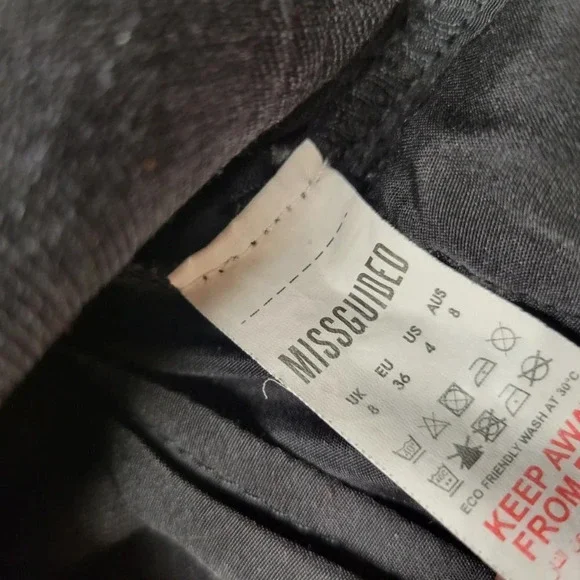 MISSGUIDED
UK EU US AUS
8 36 4 8
ECO FRIENDLY WASH AT 30°C
KEEP AWA
FROM